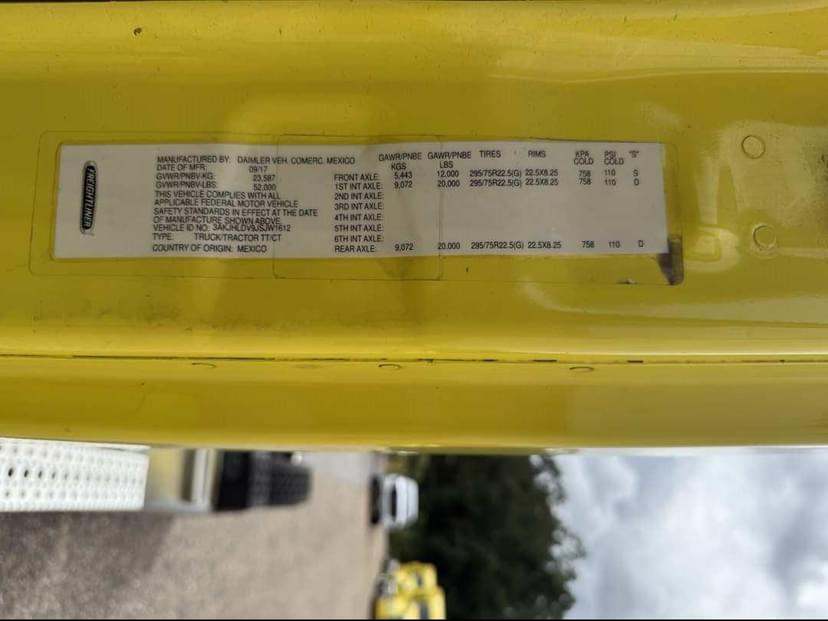 FREIGHTLINER
MANUFACTURED BY: DAIMLER VEH. COMERC. MEXICO
DATE OF MFR: 09/17
GVWR/PNBV-KG: 23,587
GVWR/PNBV-LBS: 52,000
THIS VEHICLE COMPLIES WITH ALL
APPLICABLE FEDERAL MOTOR VEHICLE
SAFETY STANDARDS IN EFFECT AT THE DATE
OF MANUFACTURE SHOWN ABOVE.
VEHICLE ID NO: 3AKJHLDV9JSJW1612
TYPE: TRUCK/TRACTOR TT/CT
COUNTRY OF ORIGIN: MEXICO
GAWR/PNBE GAWR/PNBE TIRES RIMS KPA PSI "S"
KGS LBS COLD COLD
FRONT AXLE: 5,443 12,000 295/75R22.5(G) 22.5X8.25 758 110 S
1ST INT AXLE: 9,072 20,000 295/75R22.5(G) 22.5X8.25 758 110 D
2ND INT AXLE:
3RD INT AXLE:
4TH INT AXLE:
5TH INT AXLE:
6TH INT AXLE:
REAR AXLE: 9,072 20,000 295/75R22.5(G) 22.5X8.25 758 110 D